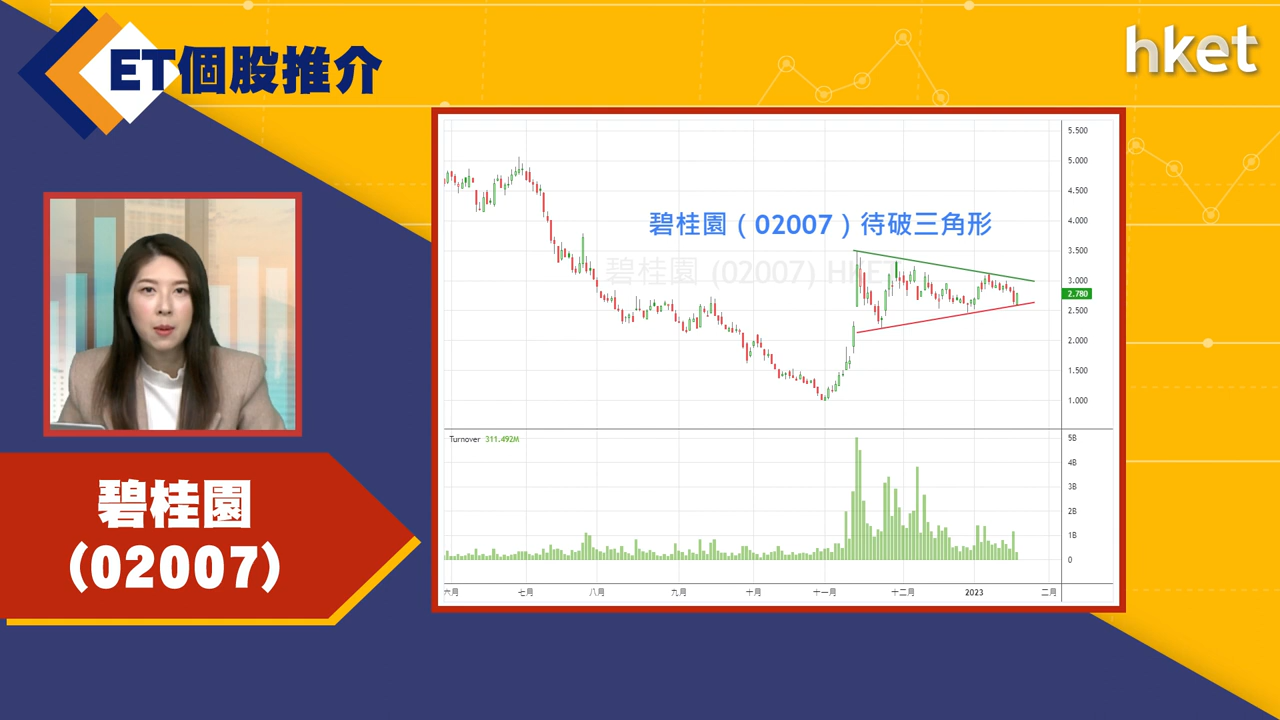 ET個股推介
hket
碧桂園
(02007)
碧桂園（02007）待破三角形
碧桂園 (02007) HKET
5.500
5.000
4.500
4.000
3.500
3.000
2.780
2.500
2.000
1.500
1.000
Turnover 311.492M
5B
4B
3B
2B
1B
0
六月 七月 八月 九月 十月 十一月 十二月 2023 二月